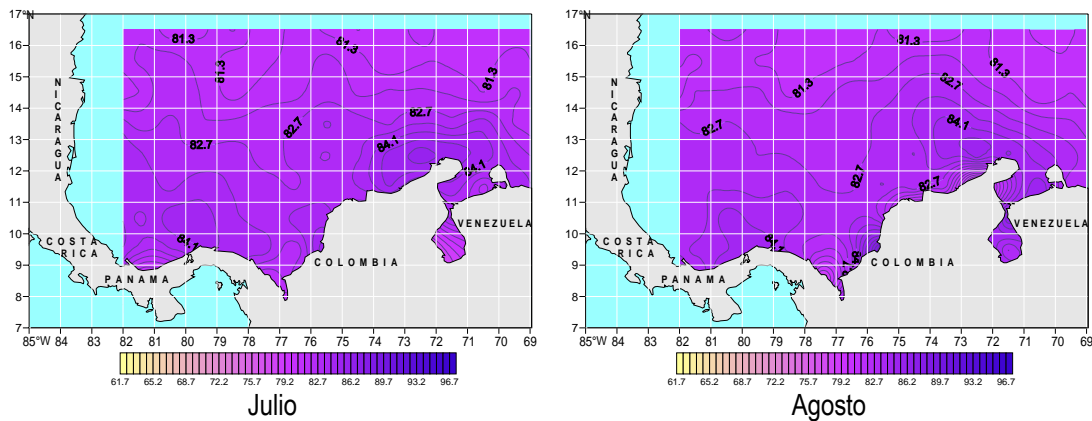 17°N
16
15
14
13
12
11
10
9
8
7
85°W 84 83 82 81 80 79 78 77 76 75 74 73 72 71 70 69
NICARAGUA
COSTA
RICA
PANAMA
COLOMBIA
VENEZUELA
81.3
81.3
81.3
81.3
82.7
82.7
82.7
84.1
84.1
61.7 65.2 68.7 72.2 75.7 79.2 82.7 86.2 89.7 93.2 96.7
Julio
17°N
16
15
14
13
12
11
10
9
8
7
85°W 84 83 82 81 80 79 78 77 76 75 74 73 72 71 70 69
NICARAGUA
COSTA
RICA
PANAMA
COLOMBIA
VENEZUELA
81.3
81.3
81.3
82.7
82.7
84.1
82.7
82.7
61.7 65.2 68.7 72.2 75.7 79.2 82.7 86.2 89.7 93.2 96.7
Agosto